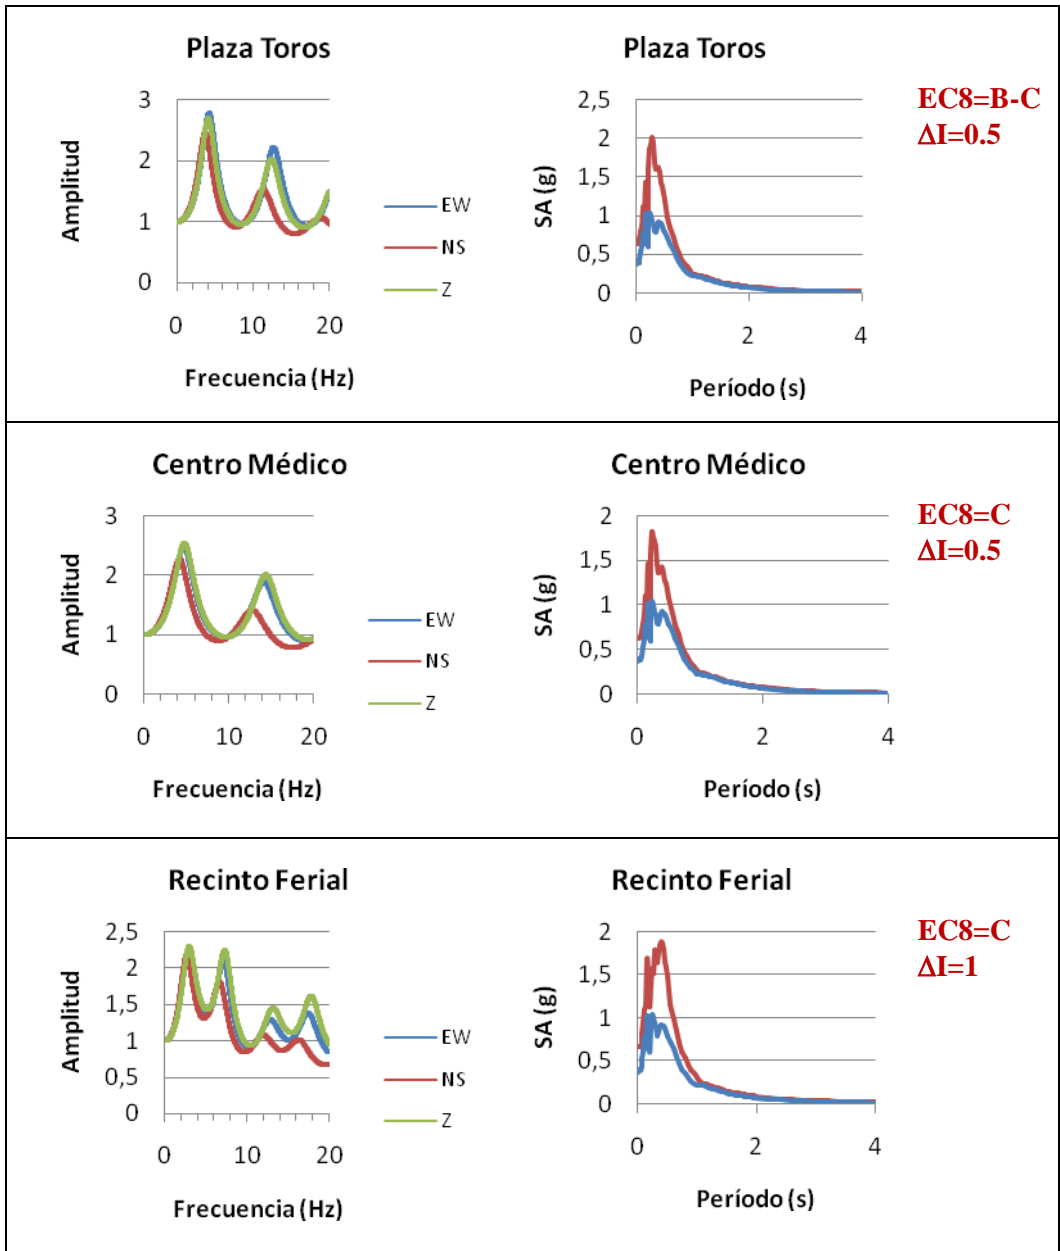 Plaza Toros
3
2
1
0
Amplitud
0 10 20
Frecuencia (Hz)
EW
NS
Z
Plaza Toros
2,5
2
1,5
1
0,5
0
SA (g)
0 2 4
Período (s)
EC8=B-C
ΔI=0.5
Centro Médico
3
2
1
0
Amplitud
0 10 20
Frecuencia (Hz)
EW
NS
Z
Centro Médico
2
1,5
1
0,5
0
SA (g)
0 2 4
Período (s)
EC8=C
ΔI=0.5
Recinto Ferial
2,5
2
1,5
1
0,5
0
Amplitud
0 10 20
Frecuencia (Hz)
EW
NS
Z
Recinto Ferial
2
1,5
1
0,5
0
SA (g)
0 2 4
Período (s)
EC8=C
ΔI=1